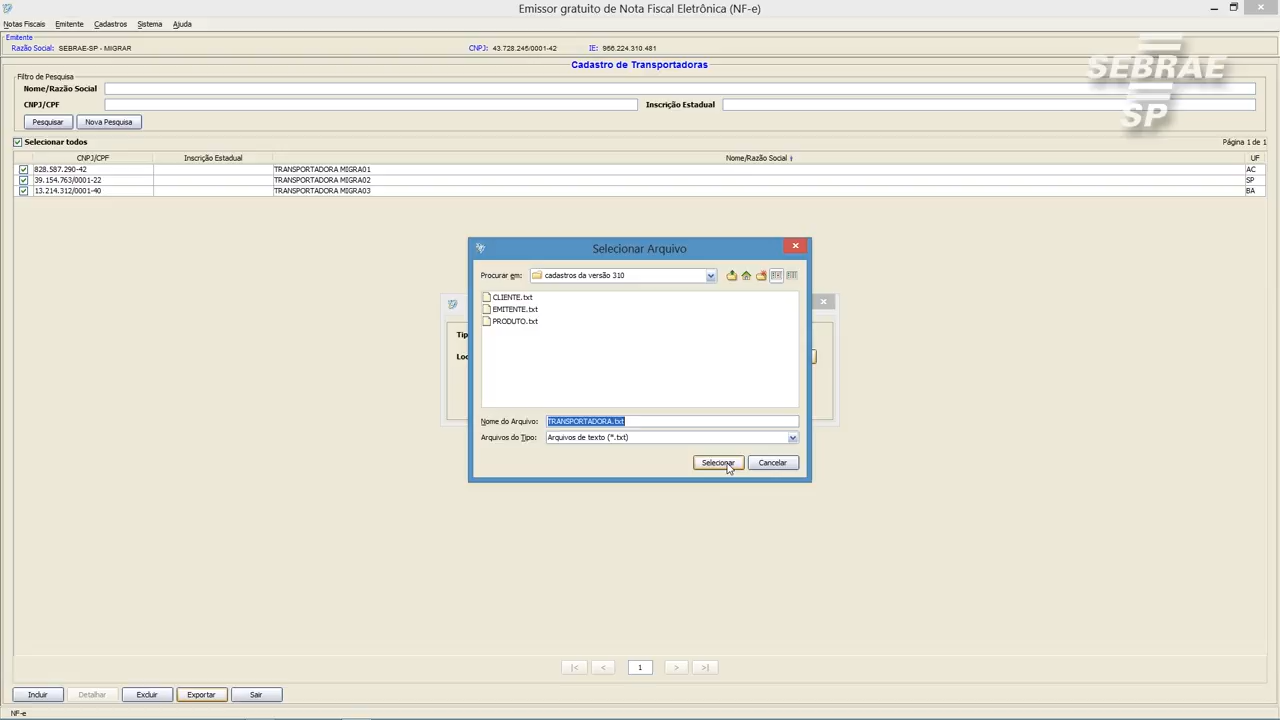 Emissor gratuito de Nota Fiscal Eletrônica (NF-e)
Notas Fiscais Emitente Cadastros Sistema Ajuda
Emitente
Razão Social: SEBRAE-SP - MIGRAR CNPJ: 43.728.245/0001-42 IE: 956.224.310.481
Cadastro de Transportadoras
SEBRAE
SP
Filtro de Pesquisa
Nome/Razão Social
CNPJ/CPF Inscrição Estadual
Pesquisar Nova Pesquisa
Selecionar todos Página 1 de 1
CNPJ/CPF Inscrição Estadual Nome/Razão Social UF
828.587.290-42 TRANSPORTADORA MIGRA01 AC
39.154.763/0001-22 TRANSPORTADORA MIGRA02 SP
13.214.312/0001-40 TRANSPORTADORA MIGRA03 BA
Selecionar Arquivo
Procurar em: cadastros da versão 310
CLIENTE.txt
EMITENTE.txt
PRODUTO.txt
Tip
Loc
Nome do Arquivo: TRANSPORTADORA.txt
Arquivos do Tipo: Arquivos de texto (*.txt)
Selecionar Cancelar
|< < 1 > >|
Incluir Detalhar Excluir Exportar Sair
NF-e